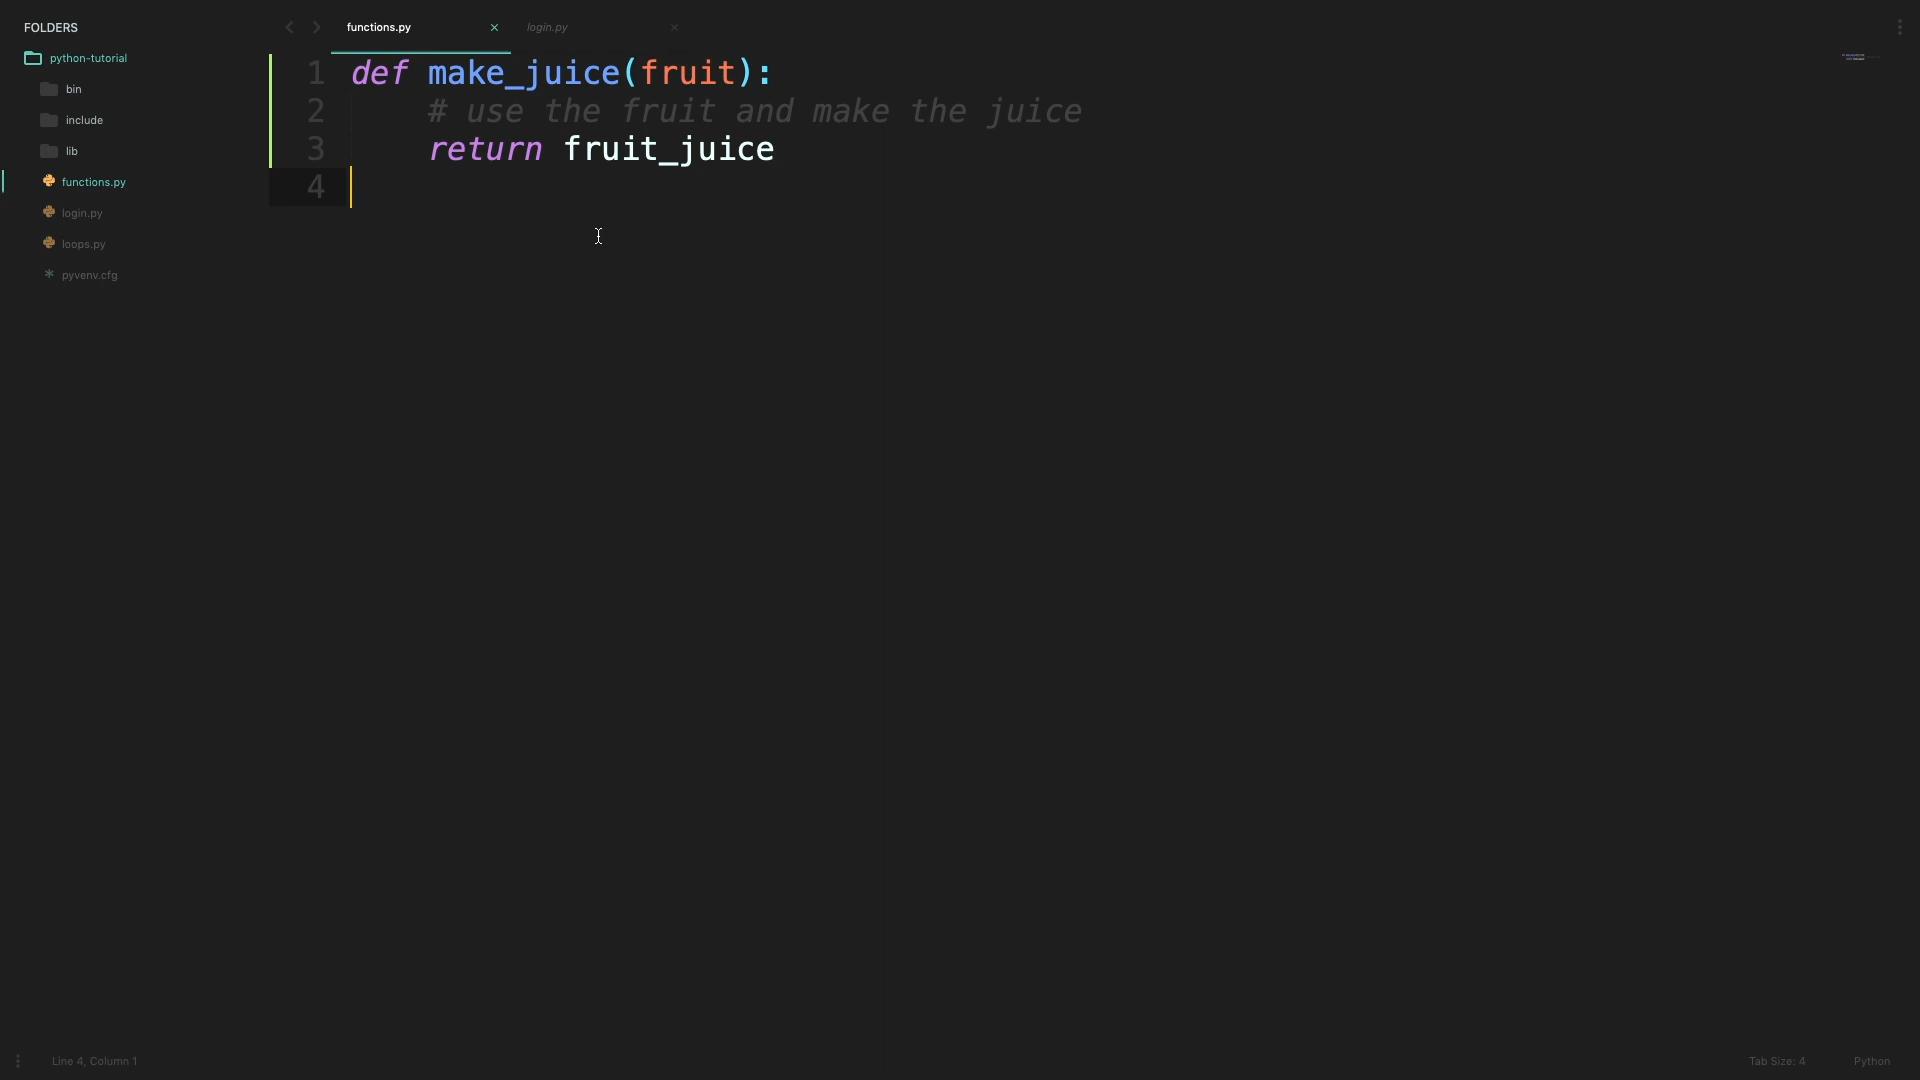 FOLDERS
python-tutorial
bin
include
lib
functions.py
login.py
loops.py
pyvenv.cfg
functions.py
login.py
1 def make_juice(fruit):
2 # use the fruit and make the juice
3 return fruit_juice
4
Line 4, Column 1
Tab Size: 4
Python